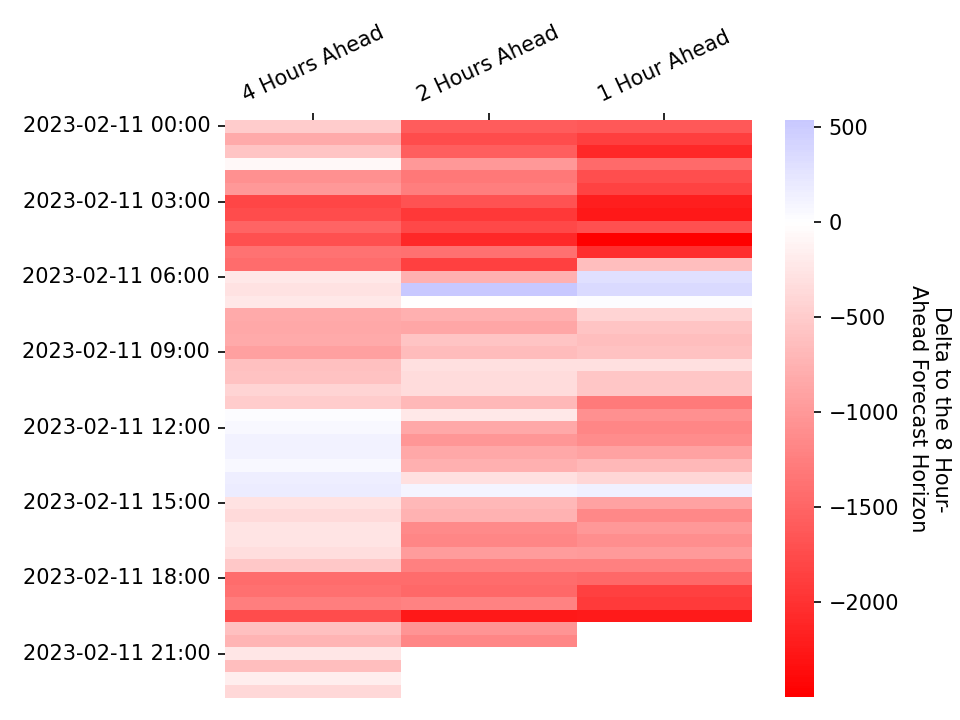 4 Hours Ahead
2 Hours Ahead
1 Hour Ahead
2023-02-11 00:00
2023-02-11 03:00
2023-02-11 06:00
2023-02-11 09:00
2023-02-11 12:00
2023-02-11 15:00
2023-02-11 18:00
2023-02-11 21:00
500
0
−500
−1000
−1500
−2000
Delta to the 8 Hour-
Ahead Forecast Horizon